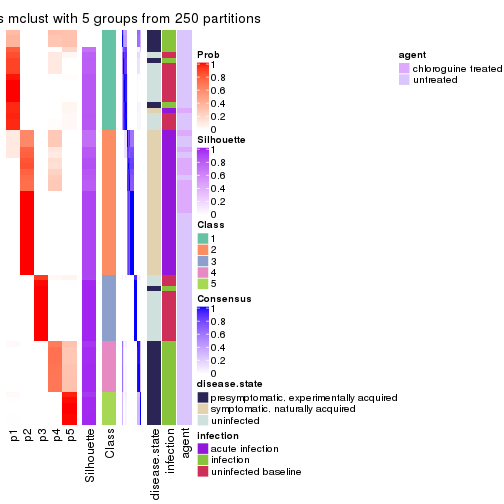 s mclust with 5 groups from 250 partitions
Prob
1
0.8
0.6
0.4
0.2
0
Silhouette
1
0.8
0.6
0.4
0.2
0
Class
1
2
3
4
5
Consensus
1
0.8
0.6
0.4
0.2
0
disease.state
presymptomatic. experimentally acquired
symptomatic. naturally acquired
uninfected
infection
acute infection
infection
uninfected baseline
agent
chloroguine treated
untreated
p1
p2
p3
p4
p5
Silhouette
Class
disease.state
infection
agent